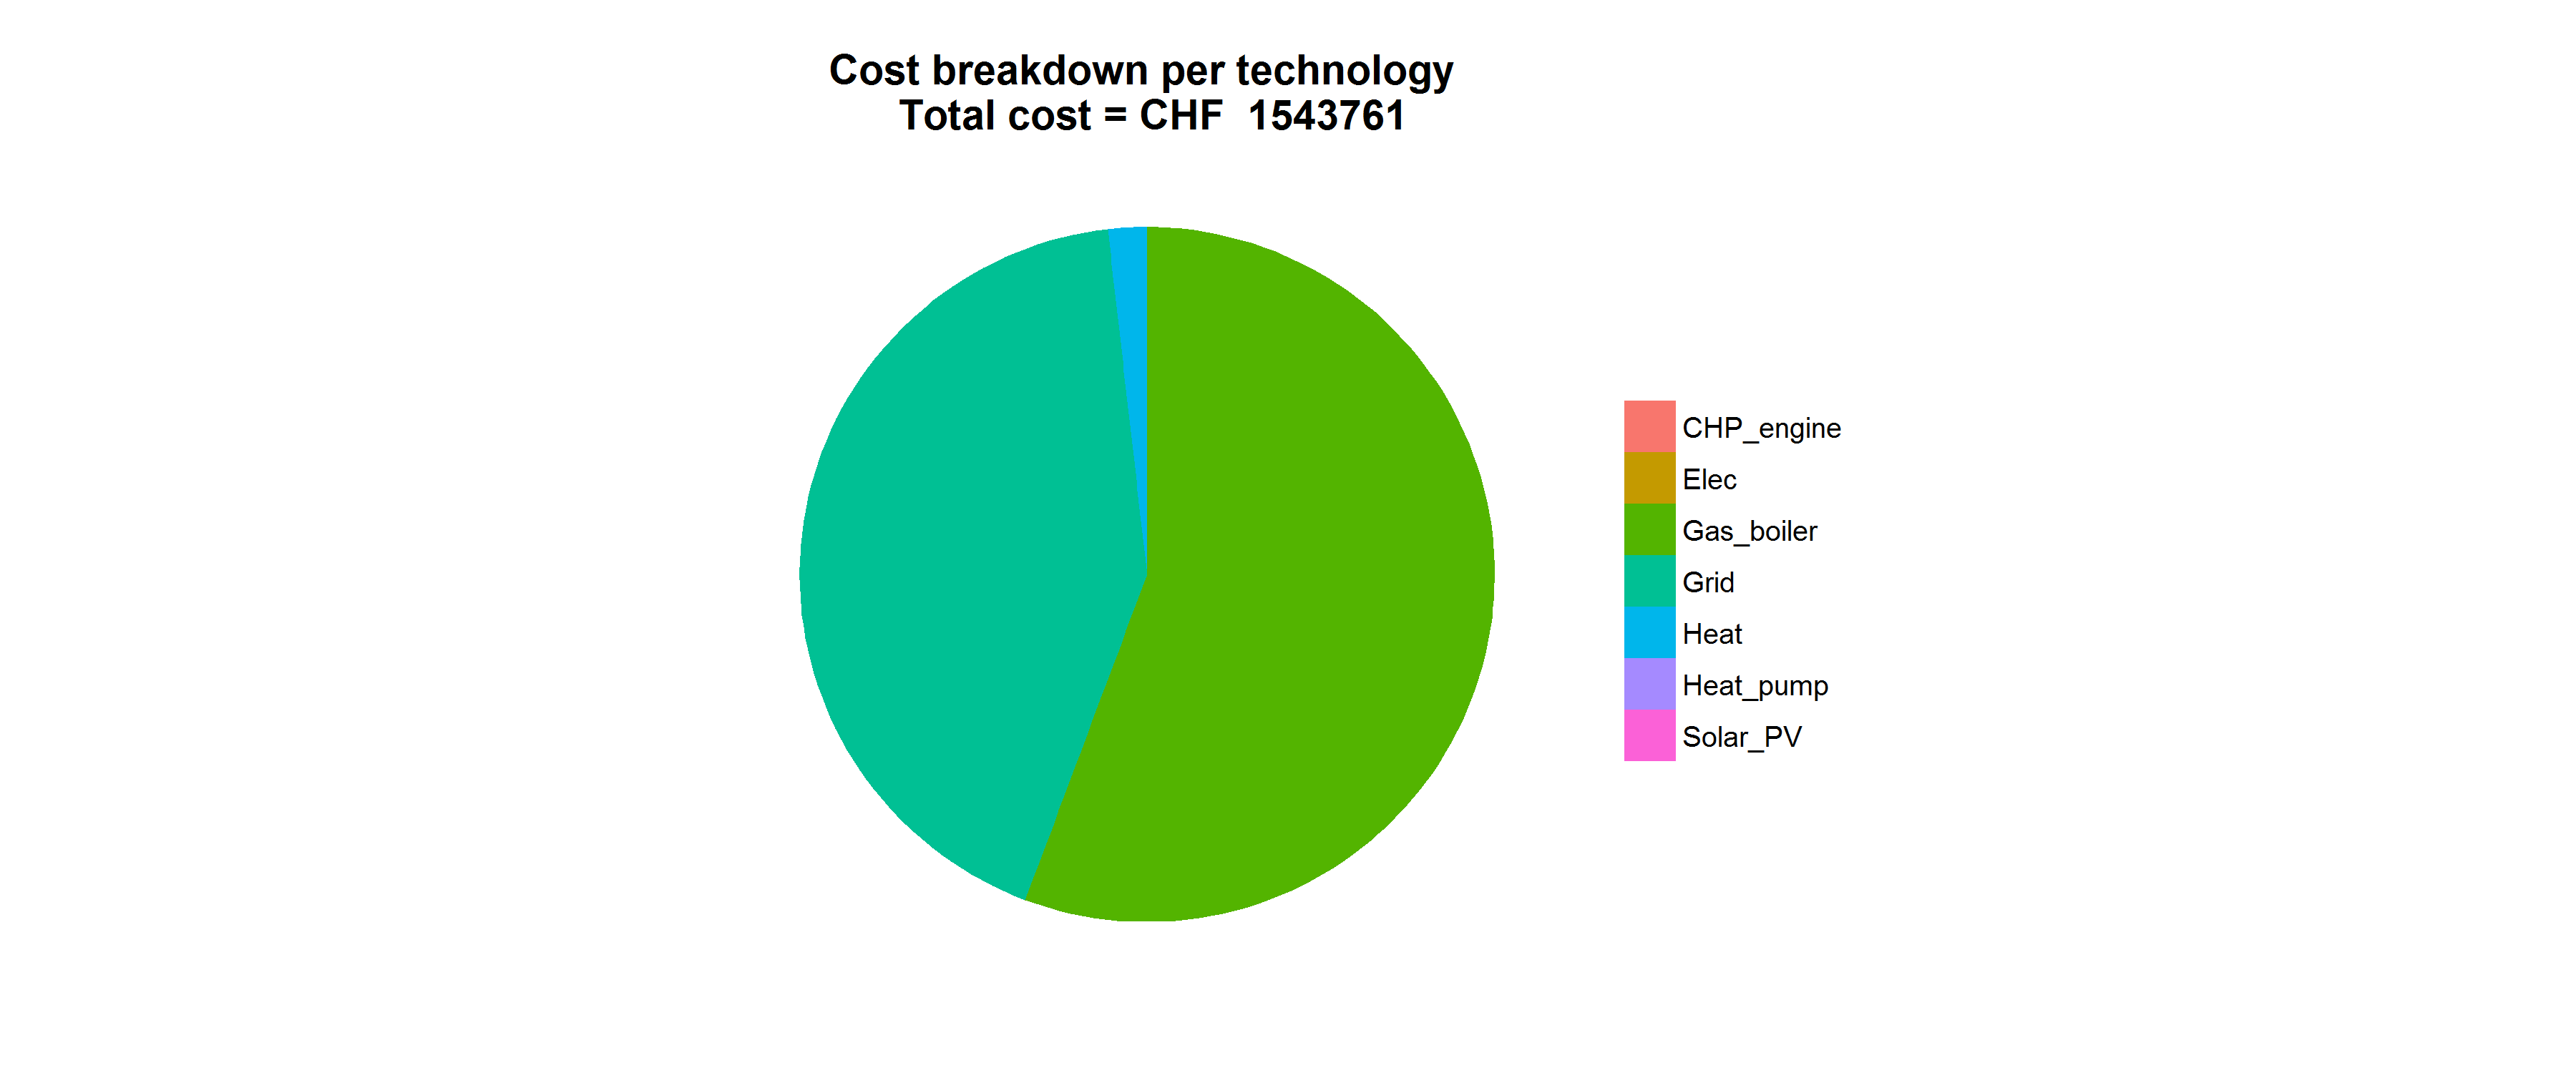 Cost breakdown per technology
Total cost = CHF  1543761
CHP_engine
Elec
Gas_boiler
Grid
Heat
Heat_pump
Solar_PV